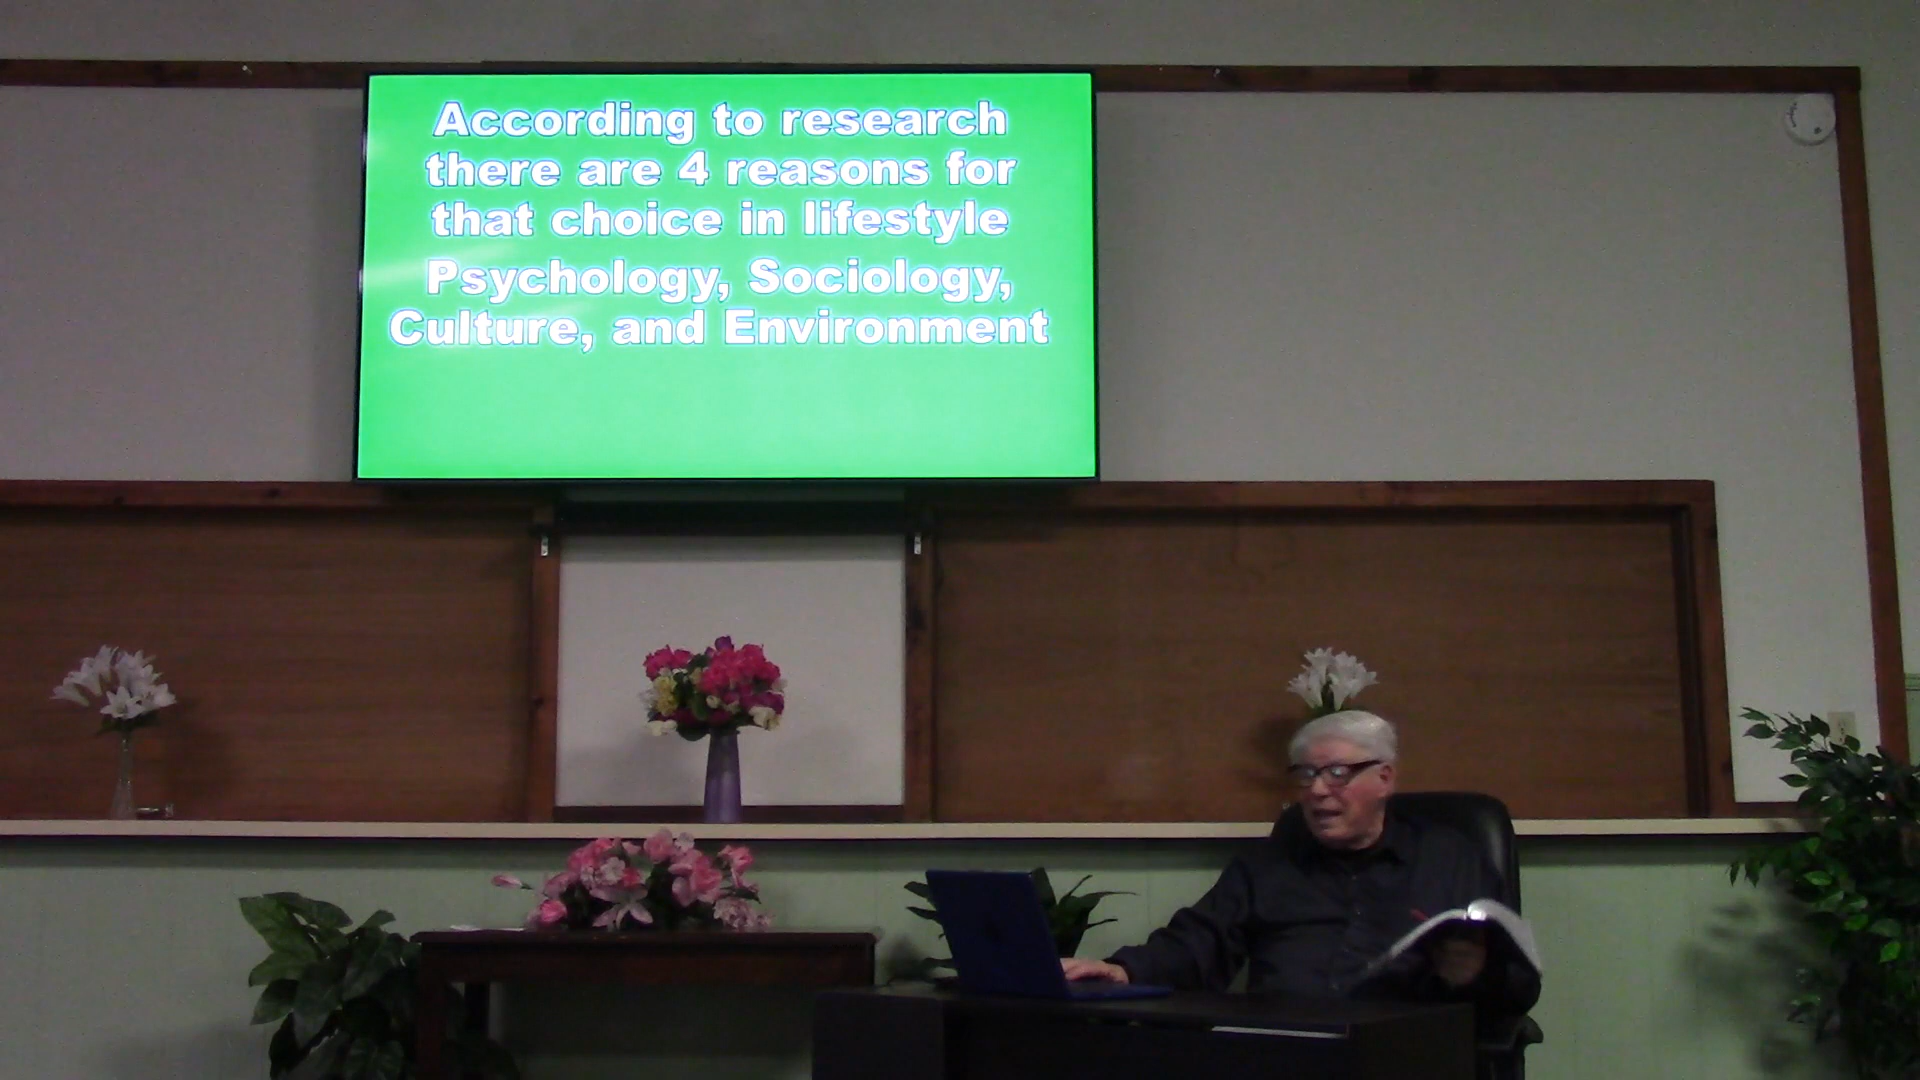 According to research
there are 4 reasons for
that choice in lifestyle
Psychology, Sociology,
Culture, and Environment